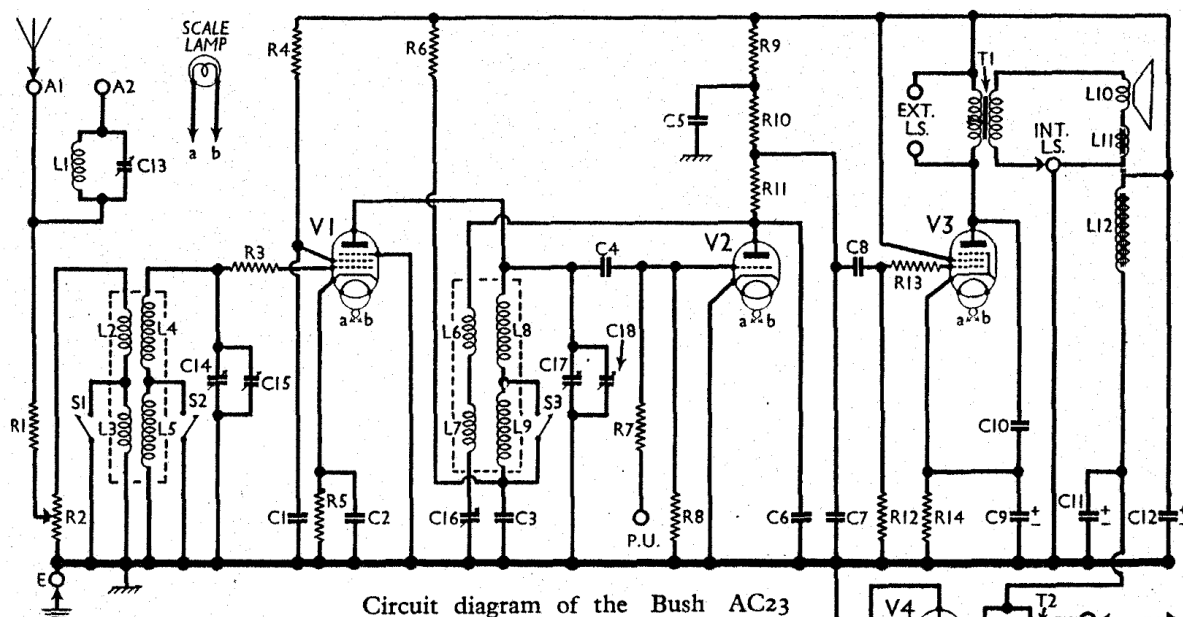 SCALE
LAMP
R4
R6
R9
A1
A2
T1
L10
a b
EXT.
L.S.
INT.
L.S.
C5
R10
L1
C13
L11
R11
V1
V2
V3
L12
R3
C4
C8
R13
a b
a b
a b
L2
L4
L6
L8
C18
C14
C15
C17
S1
S2
S3
R1
L3
L5
L7
L9
R7
C10
R2
C1
R5
C2
C16
C3
P.U.
R8
C6
C7
R12
R14
C9
+
-
C11
+
-
C12
+
-
E
Circuit diagram of the Bush AC23
V4
T2